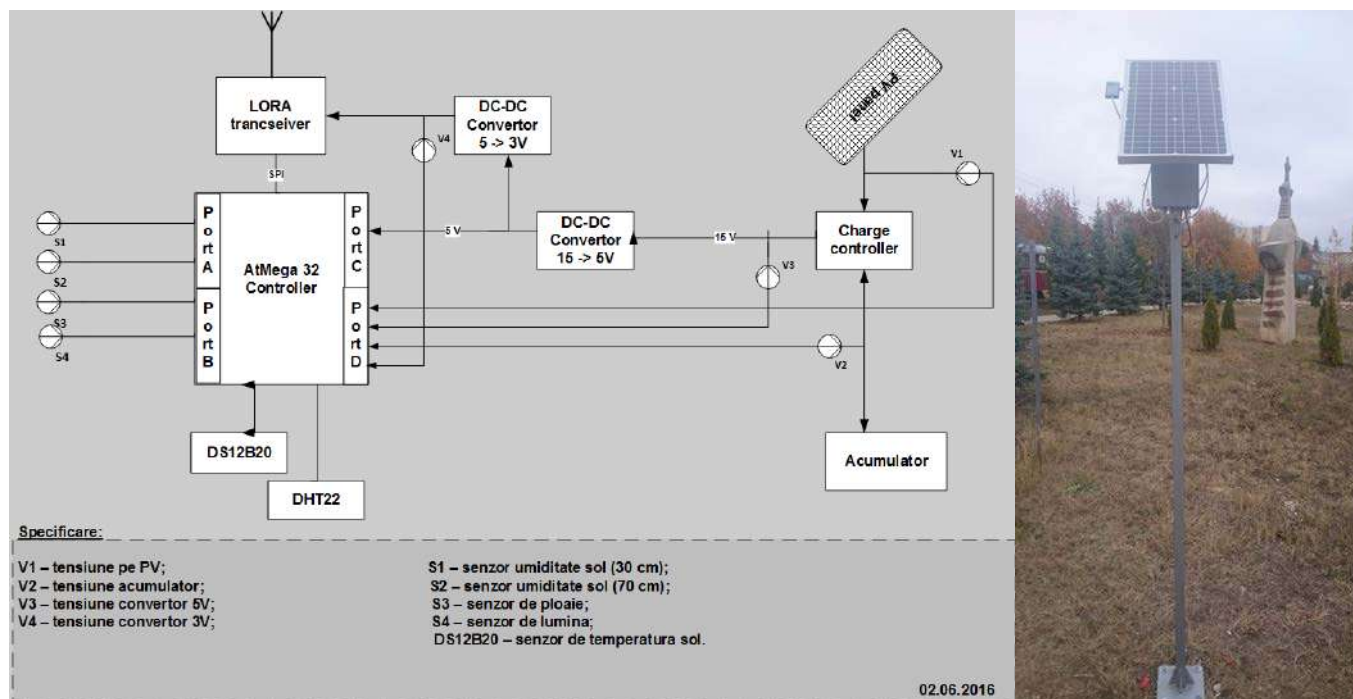 LORA
trancseiver
DC-DC
Convertor
5 -> 3V
V4
PV panel
V1
SPI
Port A
Port C
S1
S2
AtMega 32
Controller
5 V
DC-DC
Convertor
15 -> 5V
15 V
Charge
controller
V3
Port B
Port D
S3
S4
V2
DS12B20
DHT22
Acumulator
Specificare:
V1 – tensiune pe PV;
V2 – tensiune acumulator;
V3 – tensiune convertor 5V;
V4 – tensiune convertor 3V;
S1 – senzor umiditate sol (30 cm);
S2 – senzor umiditate sol (70 cm);
S3 – senzor de ploaie;
S4 – senzor de lumina;
DS12B20 – senzor de temperatura sol.
02.06.2016